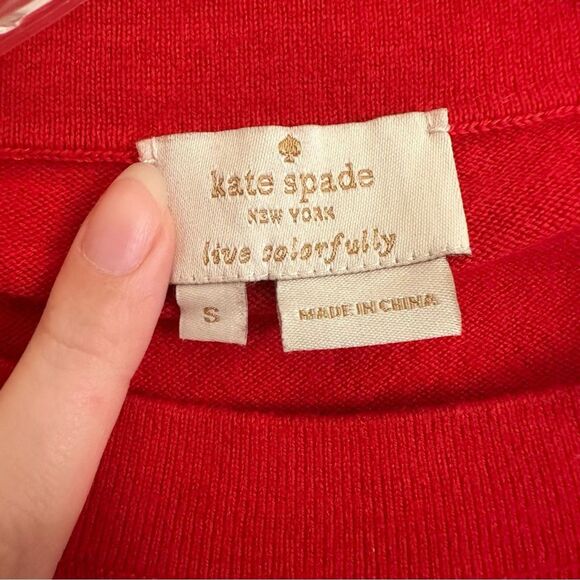 kate spade
NEW YORK
live colorfully
S
MADE IN CHINA